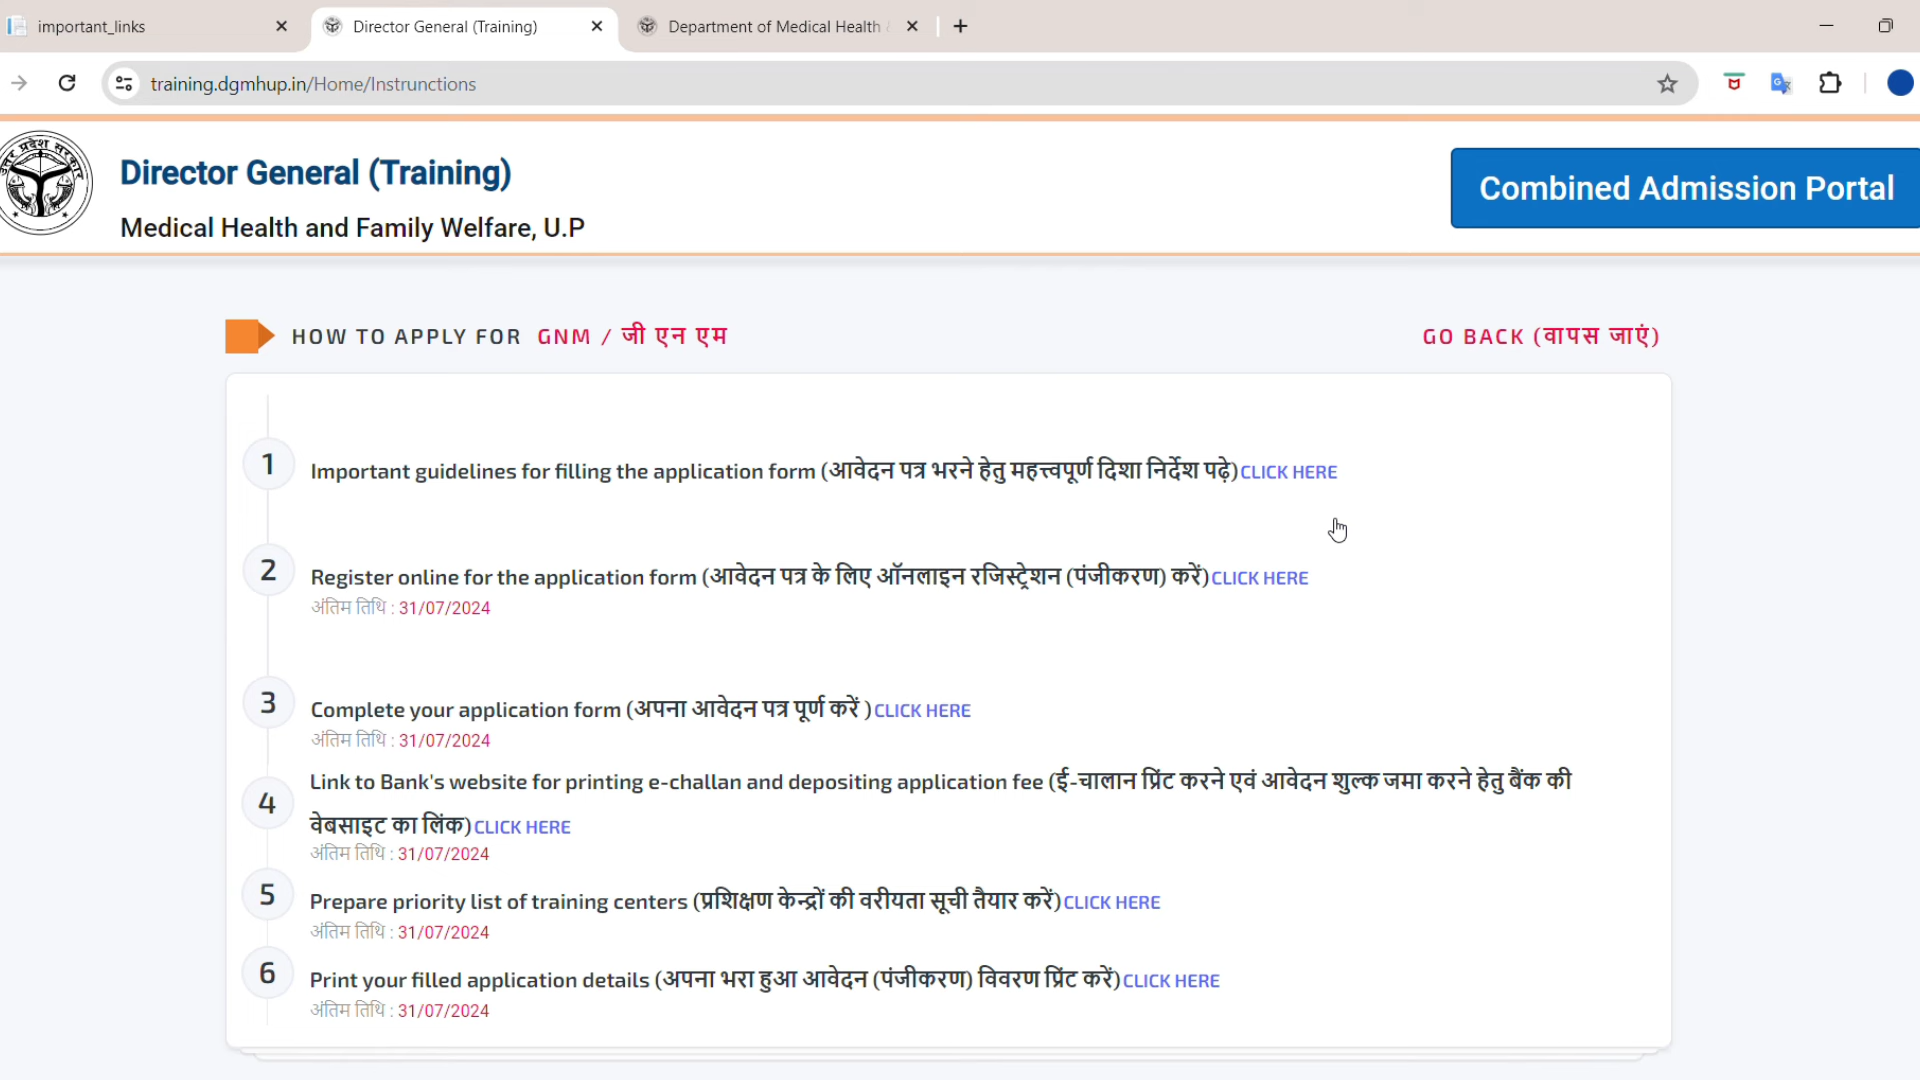 important_links
Director General (Training)
Department of Medical Health
training.dgmhup.in/Home/Instrunctions
उत्तर प्रदेश सरकार
Director General (Training)
Medical Health and Family Welfare, U.P
Combined Admission Portal
HOW TO APPLY FOR GNM / जी एन एम
GO BACK (वापस जाएं)
1
Important guidelines for filling the application form (आवेदन पत्र भरने हेतु महत्त्वपूर्ण दिशा निर्देश पढ़े)CLICK HERE
2
Register online for the application form (आवेदन पत्र के लिए ऑनलाइन रजिस्ट्रेशन (पंजीकरण) करें)CLICK HERE
अंतिम तिथि : 31/07/2024
3
Complete your application form (अपना आवेदन पत्र पूर्ण करें )CLICK HERE
अंतिम तिथि : 31/07/2024
4
Link to Bank's website for printing e-challan and depositing application fee (ई-चालान प्रिंट करने एवं आवेदन शुल्क जमा करने हेतु बैंक की
वेबसाइट का लिंक)CLICK HERE
अंतिम तिथि : 31/07/2024
5
Prepare priority list of training centers (प्रशिक्षण केन्द्रों की वरीयता सूची तैयार करें)CLICK HERE
अंतिम तिथि : 31/07/2024
6
Print your filled application details (अपना भरा हुआ आवेदन (पंजीकरण) विवरण प्रिंट करें)CLICK HERE
अंतिम तिथि : 31/07/2024